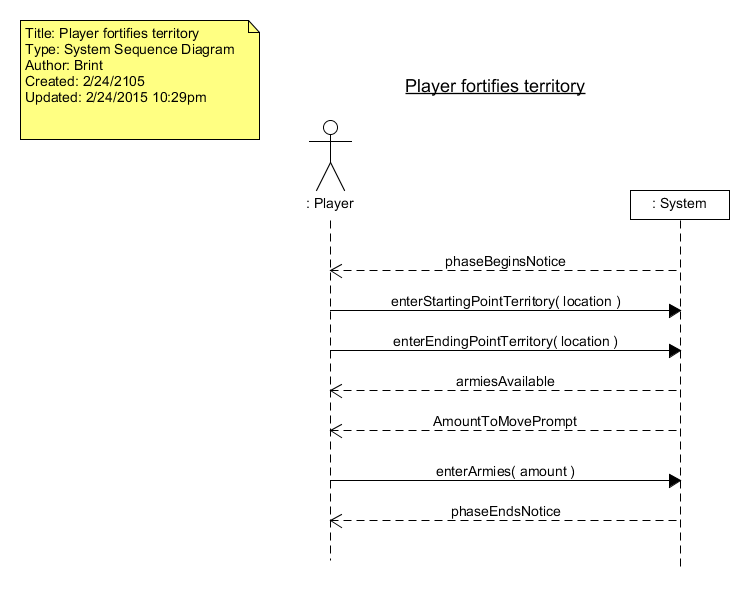 Title: Player fortifies territory
Type: System Sequence Diagram
Author: Brint
Created: 2/24/2105
Updated: 2/24/2015 10:29pm
Player fortifies territory
: Player
: System
phaseBeginsNotice
enterStartingPointTerritory( location )
enterEndingPointTerritory( location )
armiesAvailable
AmountToMovePrompt
enterArmies( amount )
phaseEndsNotice